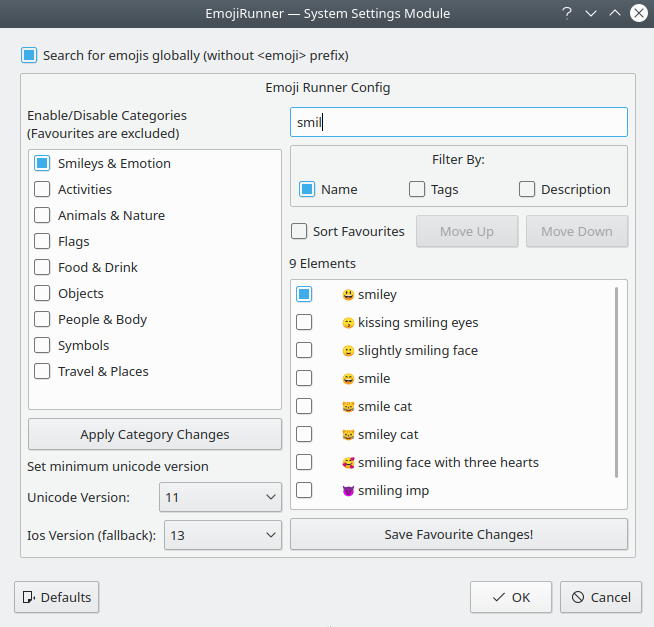 EmojiRunner — System Settings Module
Search for emojis globally (without <emoji> prefix)
Emoji Runner Config
Enable/Disable Categories
(Favourites are excluded)
Smileys & Emotion
Activities
Animals & Nature
Flags
Food & Drink
Objects
People & Body
Symbols
Travel & Places
Apply Category Changes
Set minimum unicode version
Unicode Version: 11
Ios Version (fallback): 13
smil
Filter By:
Name Tags Description
Sort Favourites Move Up Move Down
9 Elements
😃 smiley
😙 kissing smiling eyes
🙂 slightly smiling face
😄 smile
😸 smile cat
😺 smiley cat
🥰 smiling face with three hearts
😈 smiling imp
Save Favourite Changes!
Defaults OK Cancel